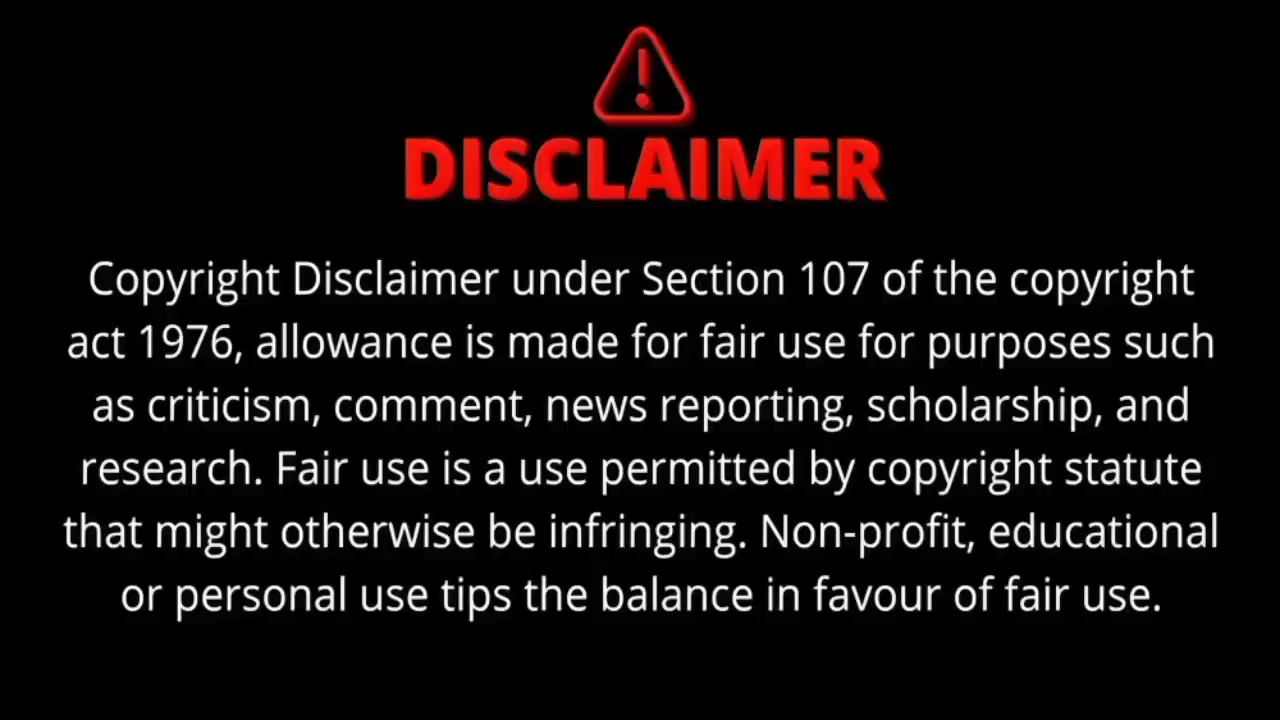 DISCLAIMER
Copyright Disclaimer under Section 107 of the copyright
act 1976, allowance is made for fair use for purposes such
as criticism, comment, news reporting, scholarship, and
research. Fair use is a use permitted by copyright statute
that might otherwise be infringing. Non-profit, educational
or personal use tips the balance in favour of fair use.